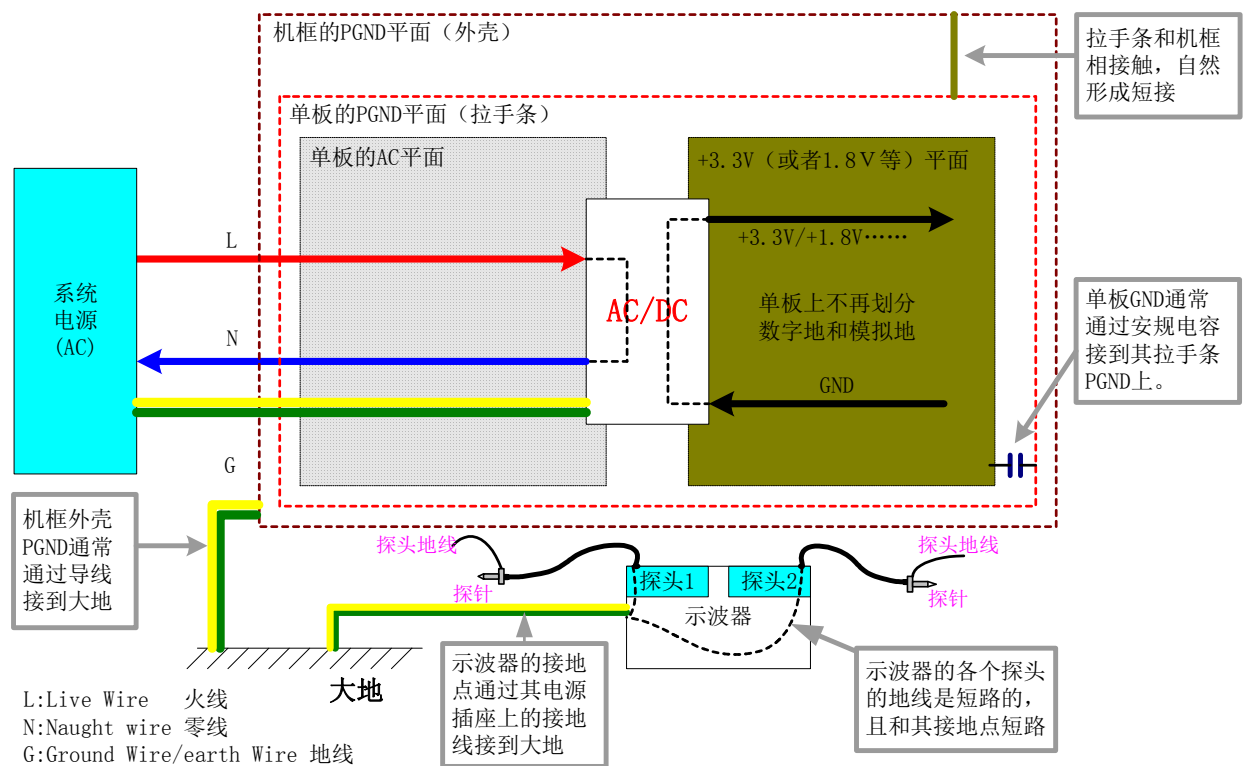 机框的PGND平面（外壳）
拉手条和机框
相接触，自然
形成短接
单板的PGND平面（拉手条）
单板的AC平面
+3.3V（或者1.8V等）平面
L
+3.3V/+1.8V……
系统
电源
(AC)
AC/DC
单板上不再划分
数字地和模拟地
N
单板GND通常
通过安规电容
接到其拉手条
PGND上。
GND
G
机框外壳
PGND通常
通过导线
接到大地
探头地线
探针
探头1
探头2
示波器
探头地线
探针
大地
示波器的接地
点通过其电源
插座上的接地
线接到大地
示波器的各个探头
的地线是短路的，
且和其接地点短路
L:Live Wire 火线
N:Naught wire 零线
G:Ground Wire/earth Wire 地线